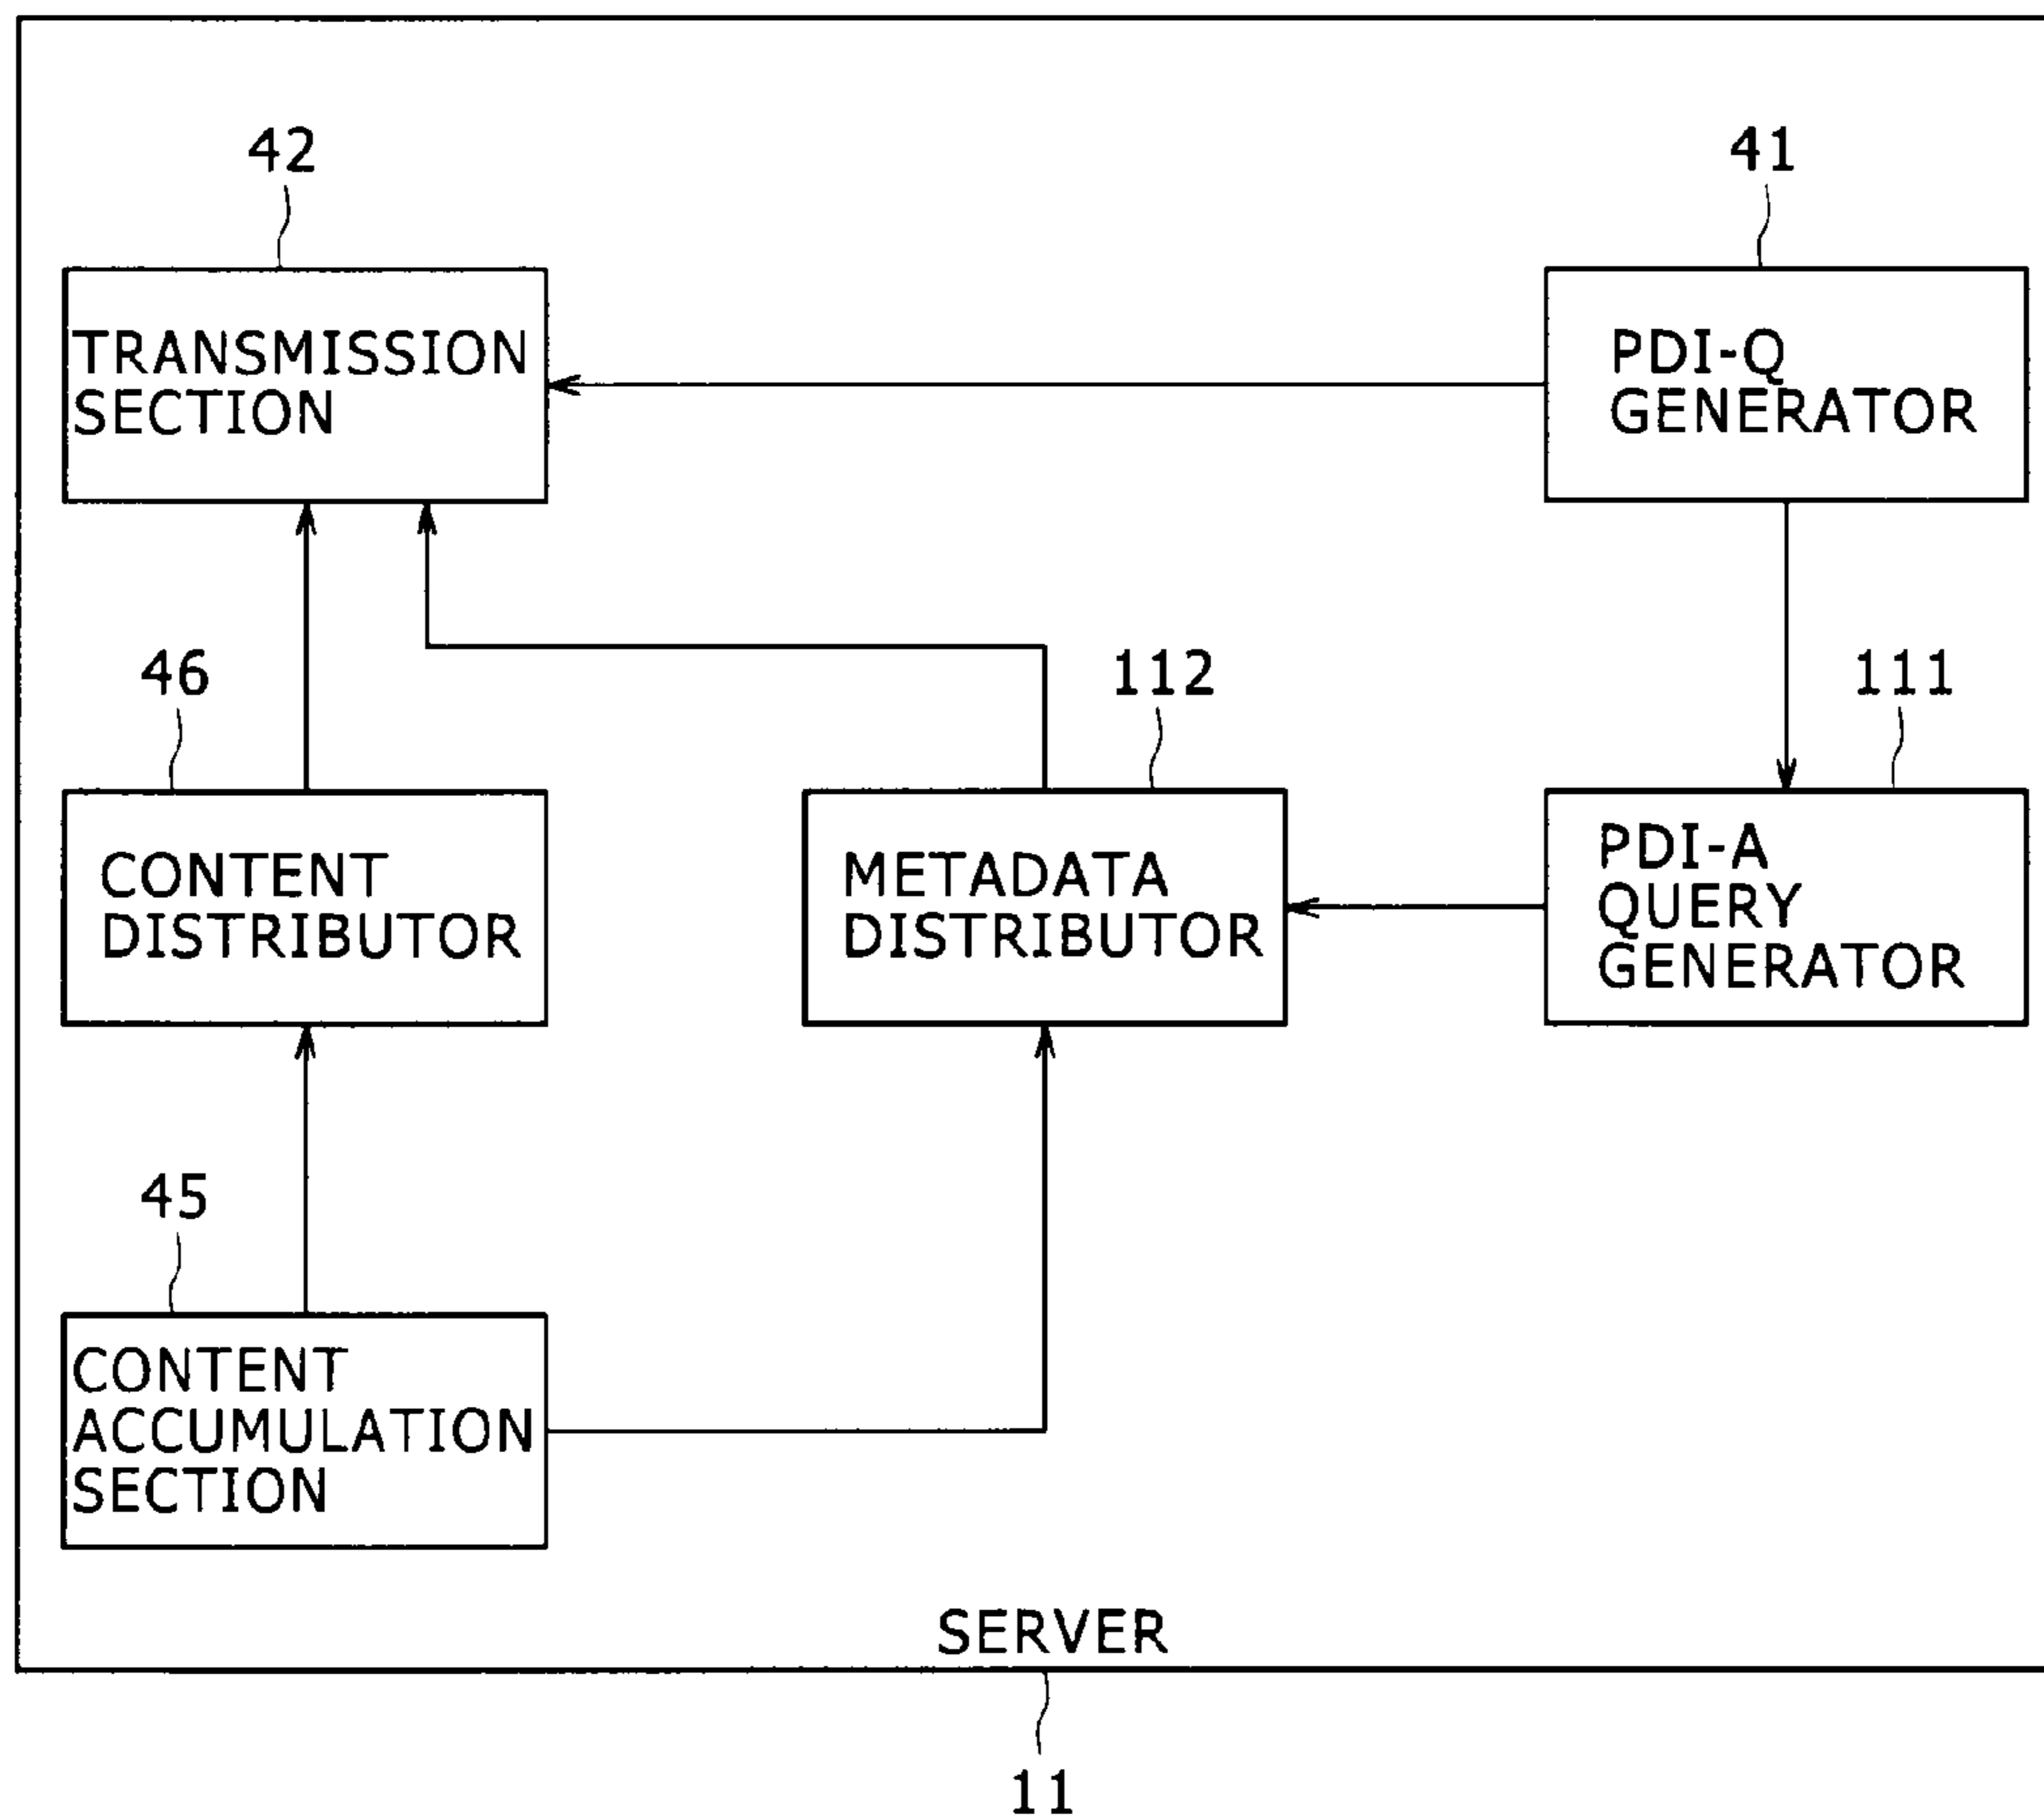 42
41
TRANSMISSION
SECTION
PDI-Q
GENERATOR
46
112
111
CONTENT
DISTRIBUTOR
METADATA
DISTRIBUTOR
PDI-A
QUERY
GENERATOR
45
CONTENT
ACCUMULATION
SECTION
SERVER
11